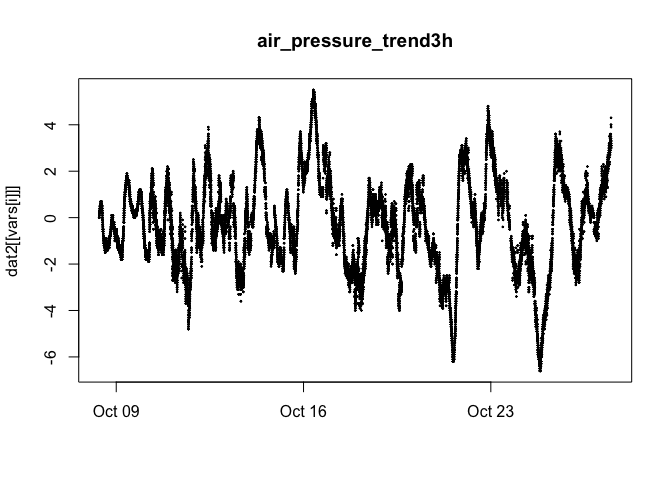 air_pressure_trend3h
dat2[[vars[i]]]
4
2
0
-2
-4
-6
Oct 09
Oct 16
Oct 23